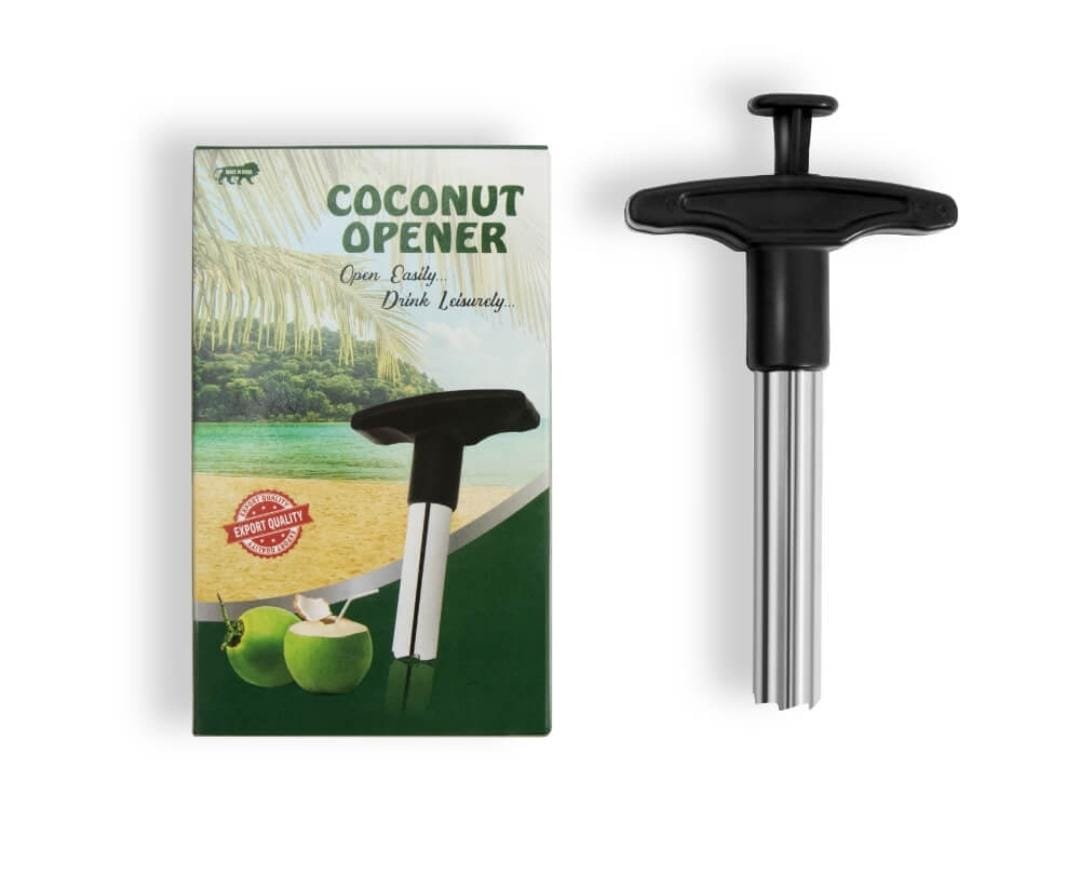 MAKE IN INDIA
COCONUT
OPENER
Open Easily...
Drink Leisurely...
EXPORT QUALITY
EXPORT QUALITY
EXPORT QUALITY